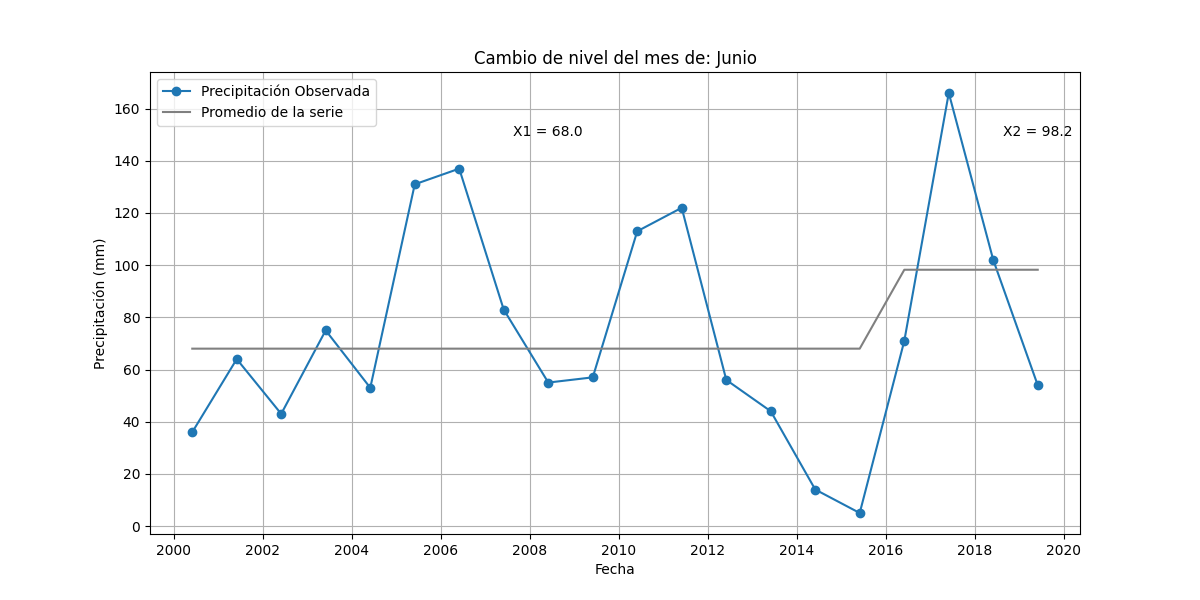 Cambio de nivel del mes de: Junio
Precipitación Observada
Promedio de la serie
X1 = 68.0
X2 = 98.2
160
140
120
100
80
60
40
20
0
Precipitación (mm)
2000 2002 2004 2006 2008 2010 2012 2014 2016 2018 2020
Fecha